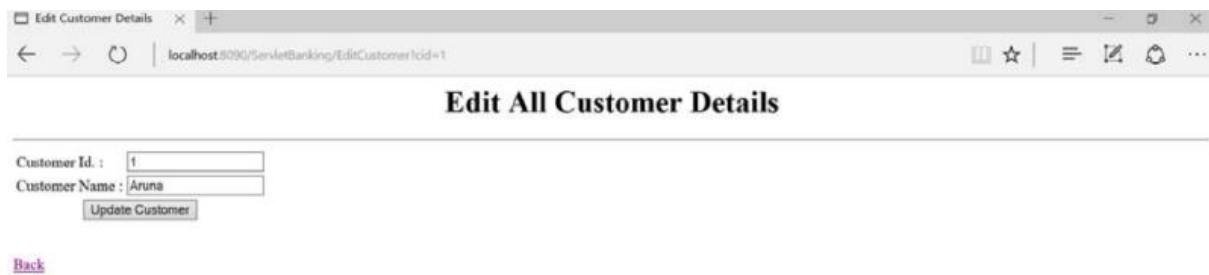 Edit Customer Details
localhost:8090/ServletBanking/EditCustomer?cid=1
Edit All Customer Details
Customer Id. : 1
Customer Name : Aruna
Update Customer
Back